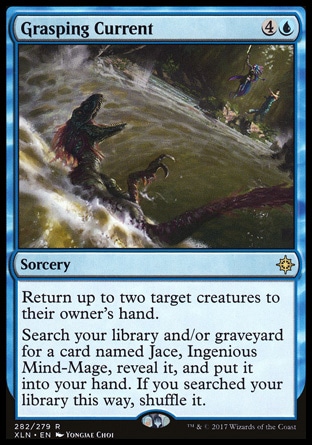 Grasping Current 4
Sorcery
Return up to two target creatures to
their owner's hand.
Search your library and/or graveyard
for a card named Jace, Ingenious
Mind-Mage, reveal it, and put it
into your hand. If you searched your
library this way, shuffle it.
282/279 R
XLN • EN Yongjae Choi
™ & © 2017 Wizards of the Coast